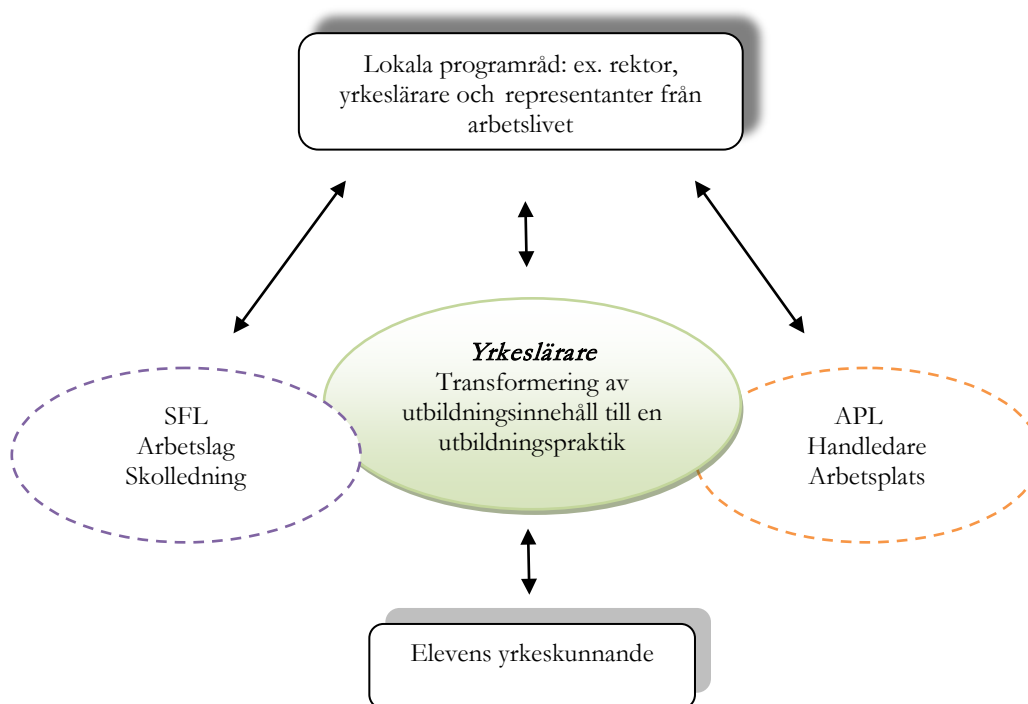 Lokala programråd: ex. rektor,
yrkeslärare och representanter från
arbetslivet
Yrkeslärare
Transformering av
utbildningsinnehåll till en
utbildningspraktik
SFL
Arbetslag
Skolledning
APL
Handledare
Arbetsplats
Elevens yrkeskunnande